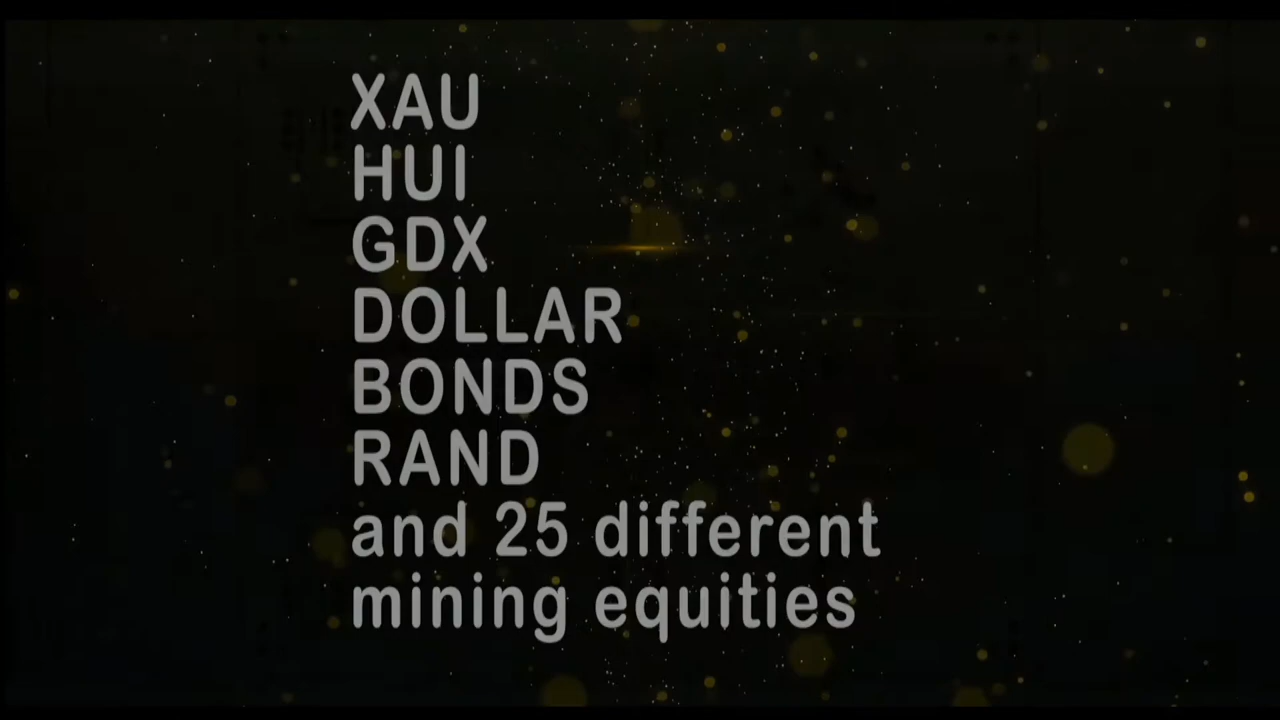 XAU
HUI
GDX
DOLLAR
BONDS
RAND
and 25 different
mining equities